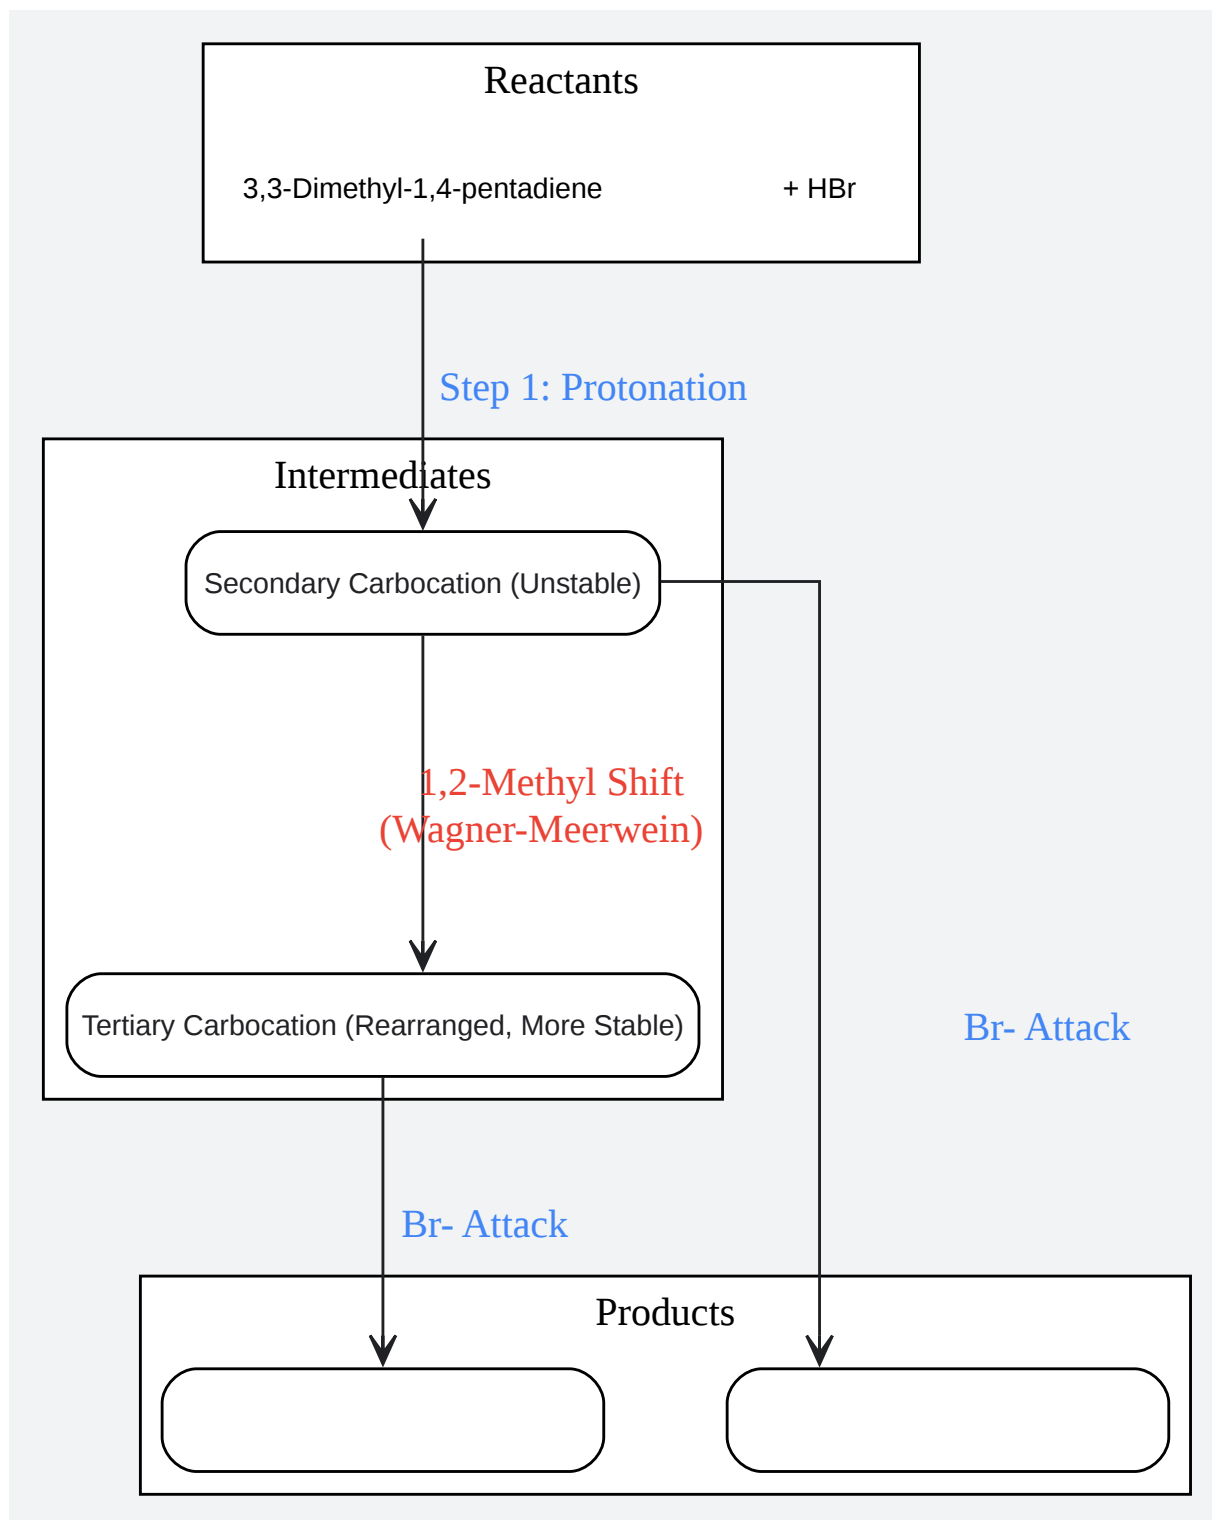 Reactants
3,3-Dimethyl-1,4-pentadiene
+ HBr
Step 1: Protonation
Intermediates
Secondary Carbocation (Unstable)
1,2-Methyl Shift
(Wagner-Meerwein)
Tertiary Carbocation (Rearranged, More Stable)
Br- Attack
Br- Attack
Products